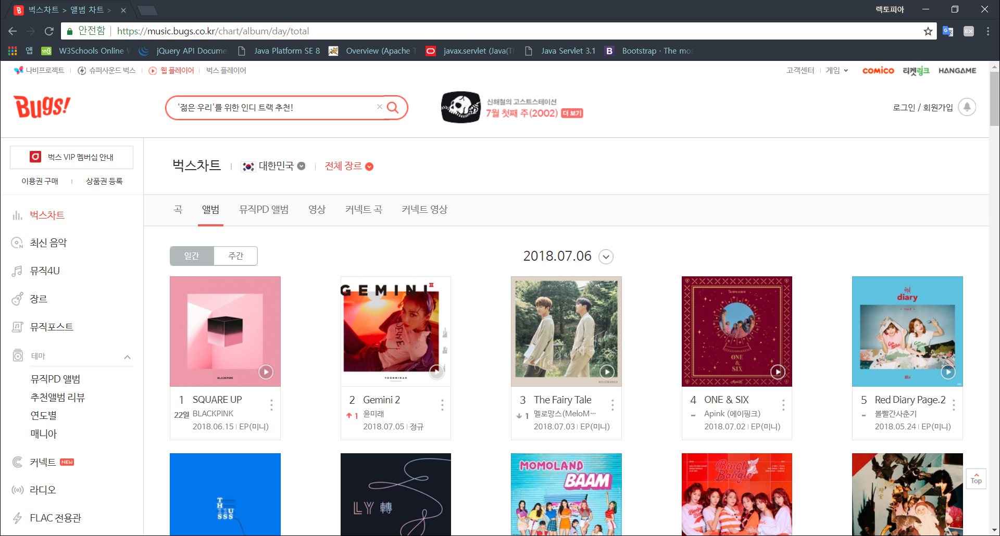 벅스차트 > 앨범 차트 >
렉토피아
안전함 https://music.bugs.co.kr/chart/album/day/total
앱 W3Schools Online jQuery API Docume Java Platform SE 8 Overview (Apache javax.servlet (Java(T Java Servlet 3.1 Bootstrap · The mos
나비프로젝트 슈퍼사운드 벅스 웹 플레이어 벅스 플레이어
고객센터 게임 COMICO 티켓링크 HANGAME
Bugs!
'젊은 우리'를 위한 인디 트랙 추천!
신해철의 고스트스테이션
7월 첫째 주(2002) 더 보기
로그인 / 회원가입
벅스 VIP 멤버십 안내
이용권 구매 상품권 등록
벅스차트
최신 음악
뮤직4U
장르
뮤직포스트
테마
뮤직PD 앨범
추천앨범 리뷰
연도별
매니아
커넥트 NEW
라디오
FLAC 전용관
벅스차트 대한민국 전체 장르
곡 앨범 뮤직PD 앨범 영상 커넥트 곡 커넥트 영상
일간 주간
2018.07.06
BLACKPINK
1 SQUARE UP
22일 BLACKPINK
2018.06.15 EP(미니)
GEMINI
YOONMIRAE
2 Gemini 2
1 윤미래
2018.07.05 정규
The Fairy Tale
MELOMANCE
3 The Fairy Tale
1 멜로망스(MeloM···
2018.07.03 EP(미니)
ONE
&
SIX
Apink
4 ONE & SIX
- Apink (에이핑크)
2018.07.02 EP(미니)
Red
diary
Page.2
5 Red Diary Page.2
- 볼빨간사춘기
2018.05.24 EP(미니)
LY 轉
MOMOLAND
BAAM
Bingle
Bangle
Top